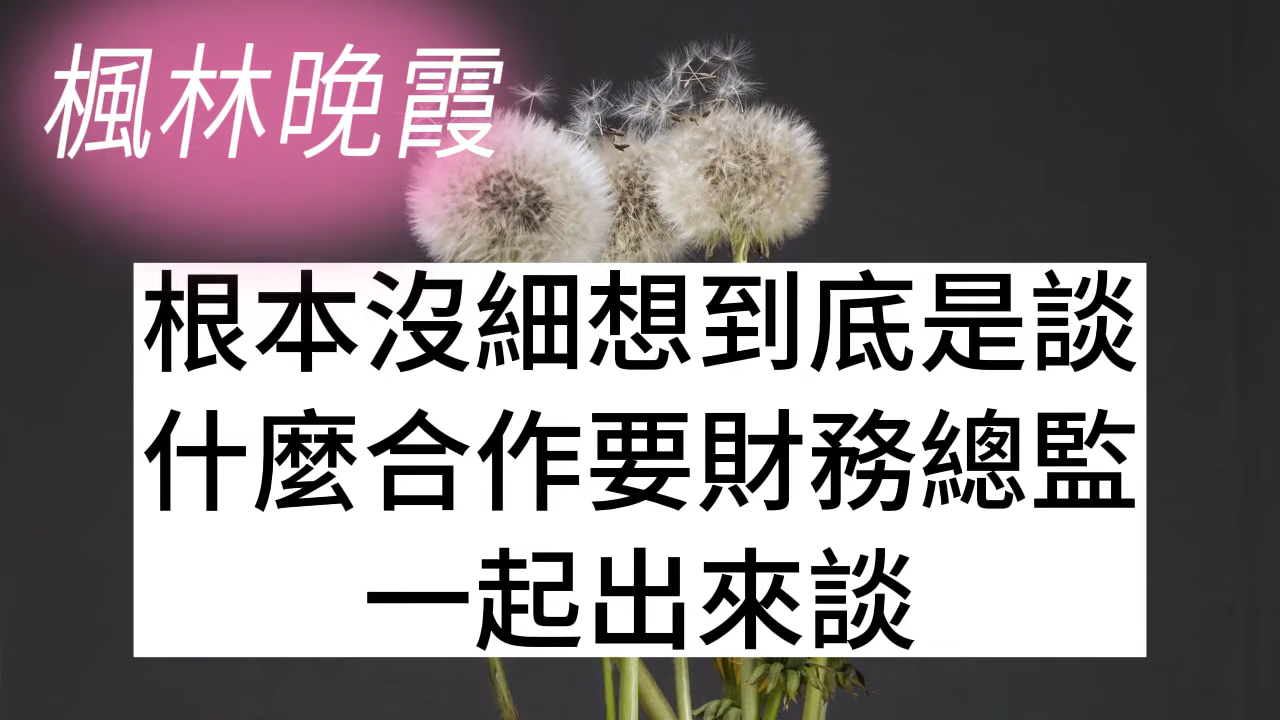 楓林晚霞
根本沒細想到底是談
什麼合作要財務總監
一起出來談